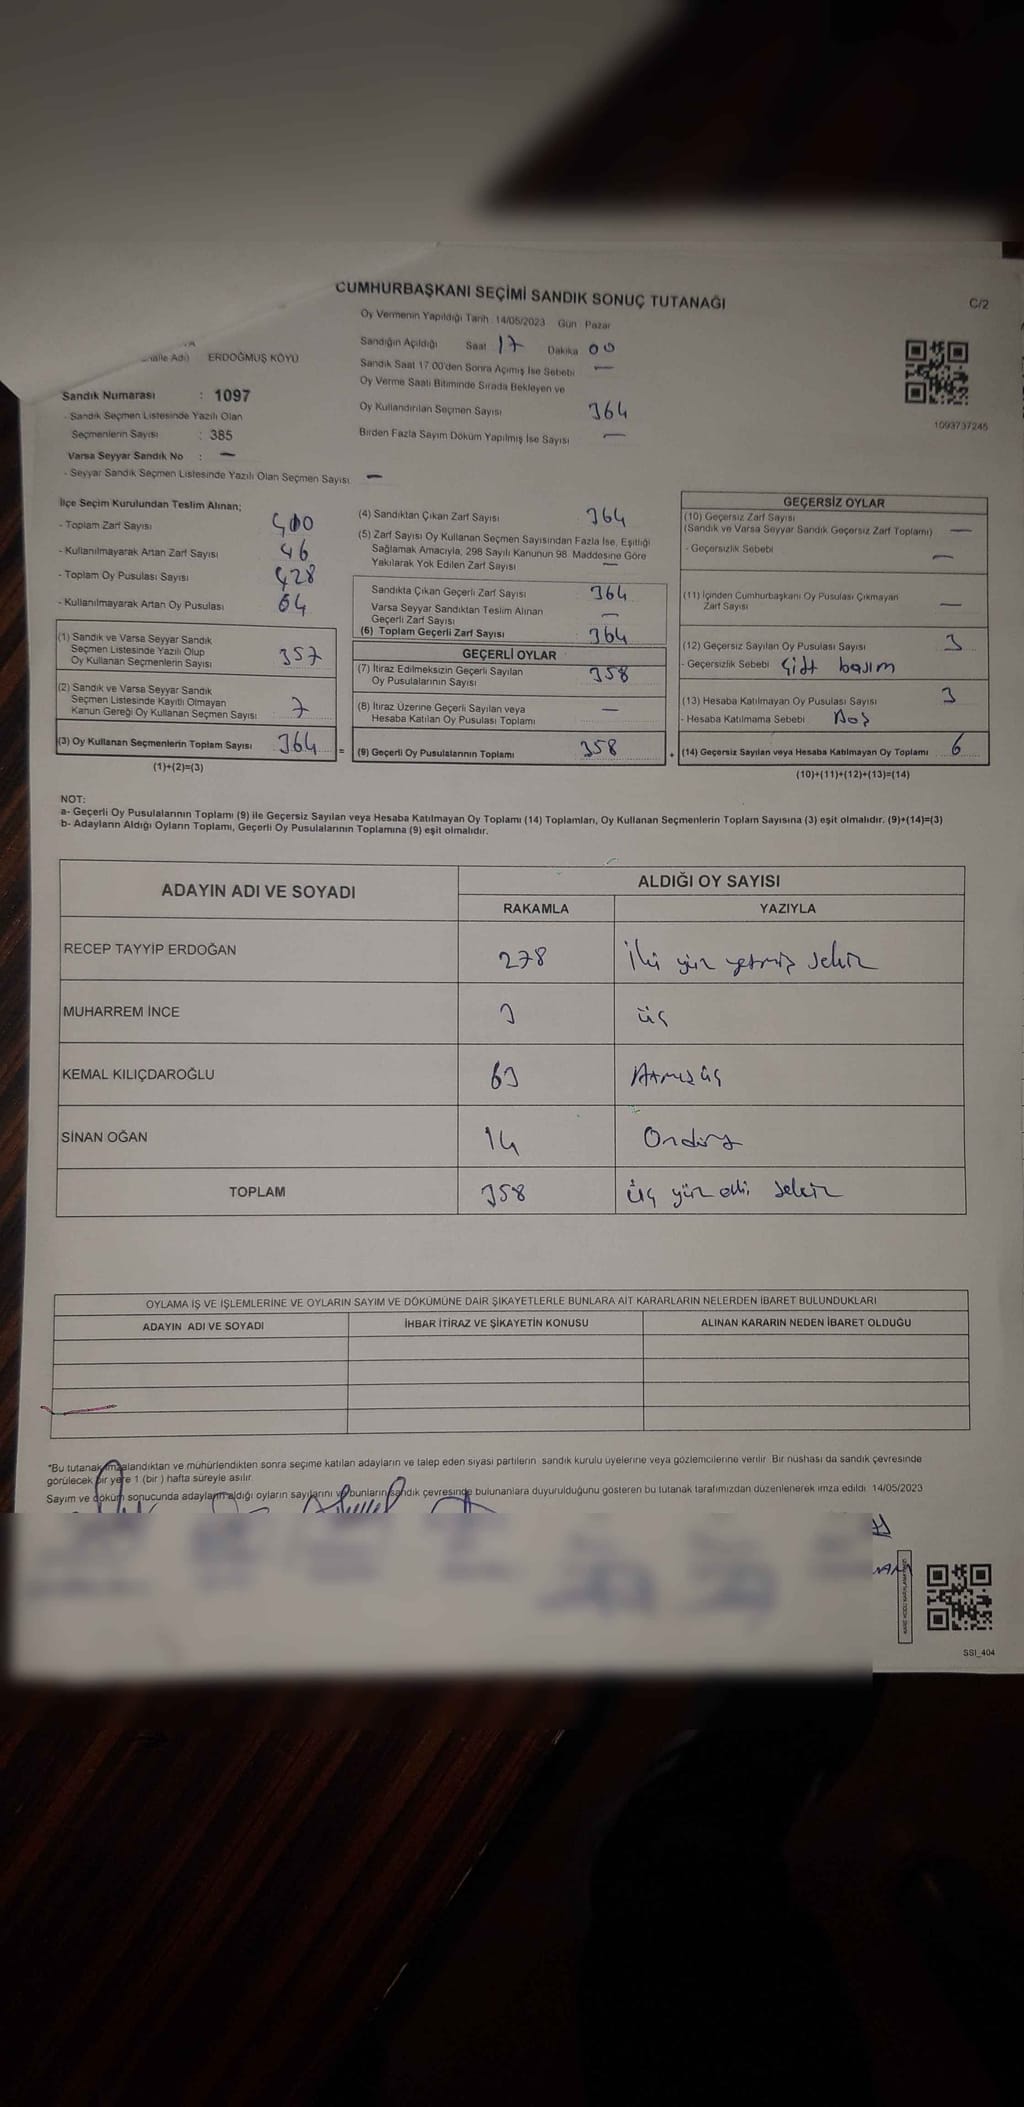 CUMHURBAŞKANI SEÇİMİ SANDIK SONUÇ TUTANAĞI
C/2
Oy Vermenin Yapıldığı Tarih : 14/05/2023 Gün : Pazar
Adı) ERDOĞMUŞ KÖYÜ
Sandığın Açıldığı Saat 17 Dakika 00
Sandık Saat 17:00'den Sonra Açılmış İse Sebebi —
Oy Verme Saati Bitiminde Sırada Bekleyen ve
Oy Kullandırılan Seçmen Sayısı 364
Birden Fazla Sayım Döküm Yapılmış İse Sayısı —
1093737245
Sandık Numarası : 1097
- Sandık Seçmen Listesinde Yazılı Olan
Seçmenlerin Sayısı : 385
Varsa Seyyar Sandık No : —
- Seyyar Sandık Seçmen Listesinde Yazılı Olan Seçmen Sayısı —
İlçe Seçim Kurulundan Teslim Alınan;
- Toplam Zarf Sayısı 410
- Kullanılmayarak Artan Zarf Sayısı 46
- Toplam Oy Pusulası Sayısı 428
- Kullanılmayarak Artan Oy Pusulası 64
(1) Sandık ve Varsa Seyyar Sandık
Seçmen Listesinde Yazılı Olup
Oy Kullanan Seçmenlerin Sayısı 357
(2) Sandık ve Varsa Seyyar Sandık
Seçmen Listesinde Kayıtlı Olmayan
Kanun Gereği Oy Kullanan Seçmen Sayısı 7
(3) Oy Kullanan Seçmenlerin Toplam Sayısı 364
(1)+(2)=(3)
(4) Sandıktan Çıkan Zarf Sayısı 364
(5) Zarf Sayısı Oy Kullanan Seçmen Sayısından Fazla İse, Eşitliği
Sağlamak Amacıyla, 298 Sayılı Kanunun 98. Maddesine Göre
Yakılarak Yok Edilen Zarf Sayısı —
Sandıkta Çıkan Geçerli Zarf Sayısı 364
Varsa Seyyar Sandıktan Teslim Alınan
Geçerli Zarf Sayısı —
(6) Toplam Geçerli Zarf Sayısı 364
GEÇERLİ OYLAR
(7) İtiraz Edilmeksizin Geçerli Sayılan
Oy Pusulalarının Sayısı 358
(8) İtiraz Üzerine Geçerli Sayılan veya
Hesaba Katılan Oy Pusulası Toplamı —
= (9) Geçerli Oy Pusulalarının Toplamı 358
GEÇERSİZ OYLAR
(10) Geçersiz Zarf Sayısı
(Sandık ve Varsa Seyyar Sandık Geçersiz Zarf Toplamı) —
- Geçersizlik Sebebi —
(11) İçinden Cumhurbaşkanı Oy Pusulası Çıkmayan
Zarf Sayısı —
(12) Geçersiz Sayılan Oy Pusulası Sayısı 3
- Geçersizlik Sebebi Çift basım
(13) Hesaba Katılmayan Oy Pusulası Sayısı 3
- Hesaba Katılmama Sebebi Boş
+ (14) Geçersiz Sayılan veya Hesaba Katılmayan Oy Toplamı 6
(10)+(11)+(12)+(13)=(14)
NOT:
a- Geçerli Oy Pusulalarının Toplamı (9) ile Geçersiz Sayılan veya Hesaba Katılmayan Oy Toplamı (14) Toplamları, Oy Kullanan Seçmenlerin Toplam Sayısına (3) eşit olmalıdır. (9)+(14)=(3)
b- Adayların Aldığı Oyların Toplamı, Geçerli Oy Pusulalarının Toplamına (9) eşit olmalıdır.
ADAYIN ADI VE SOYADI ALDIĞI OY SAYISI
RAKAMLA YAZIYLA
RECEP TAYYİP ERDOĞAN 278 iki yüz yetmiş sekiz
MUHARREM İNCE 3 üç
KEMAL KILIÇDAROĞLU 63 Atmış üç
SİNAN OĞAN 14 Ondört
TOPLAM 358 üç yüz elli sekiz
OYLAMA İŞ VE İŞLEMLERİNE VE OYLARIN SAYIM VE DÖKÜMÜNE DAİR ŞİKAYETLERLE BUNLARA AİT KARARLARIN NELERDEN İBARET BULUNDUKLARI
ADAYIN ADI VE SOYADI İHBAR İTİRAZ VE ŞİKAYETİN KONUSU ALINAN KARARIN NEDEN İBARET OLDUĞU
*Bu tutanak imzalandıktan ve mühürlendikten sonra seçime katılan adayların ve talep eden siyasi partilerin sandık kurulu üyelerine veya gözlemcilerine verilir. Bir nüshası da sandık çevresinde
görülecek bir yere 1 (bir) hafta süreyle asılır.
Sayım ve döküm sonucunda adayların aldığı oyların sayılarını ve bunların sandık çevresinde bulunanlara duyurulduğunu gösteren bu tutanak tarafımızdan düzenlenerek imza edildi. 14/05/2023
SSI_404